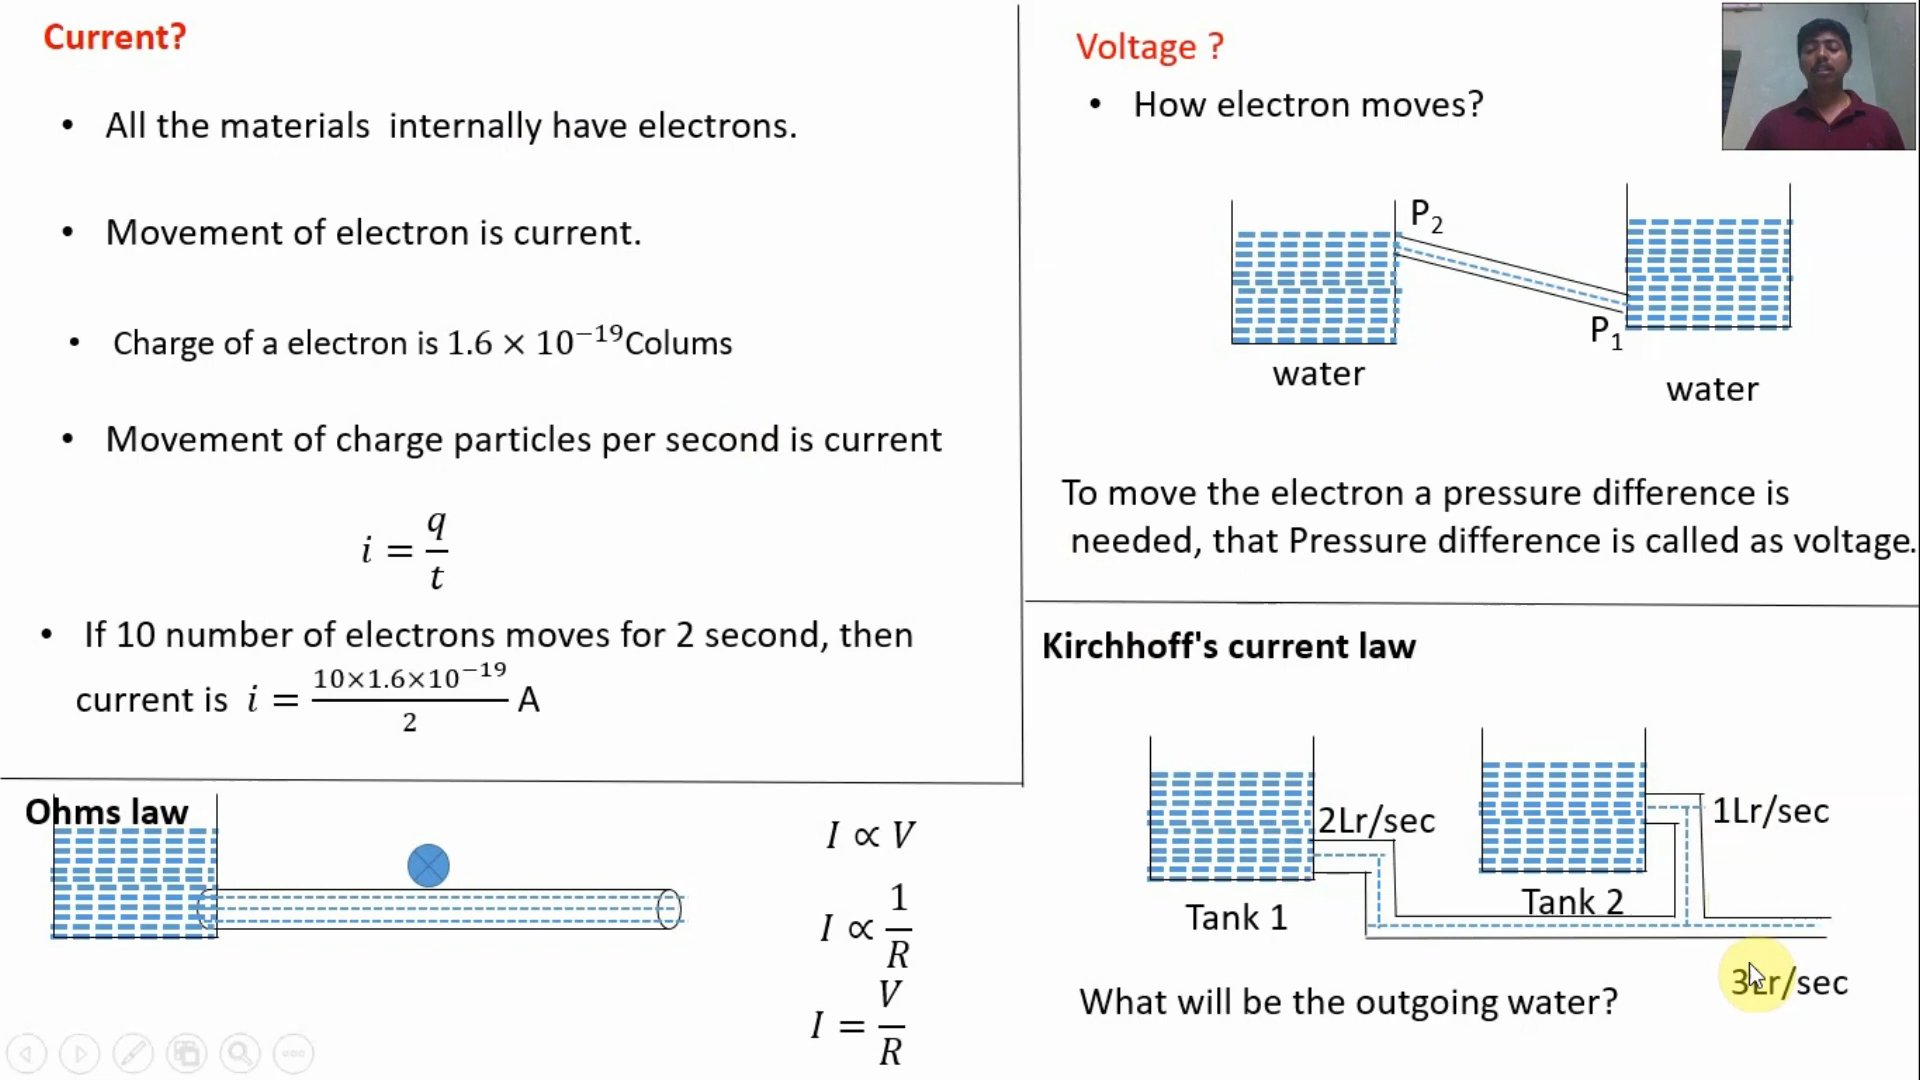 Current?
• All the materials internally have electrons.
• Movement of electron is current.
• Charge of a electron is 1.6 × 10⁻¹⁹Colums
• Movement of charge particles per second is current
i = q/t
• If 10 number of electrons moves for 2 second, then
current is i = 10×1.6×10⁻¹⁹/2 A
Voltage ?
• How electron moves?
P₂
P₁
water
water
To move the electron a pressure difference is
needed, that Pressure difference is called as voltage.
Ohms law
I ∝ V
I ∝ 1/R
I = V/R
Kirchhoff's current law
2Lr/sec
1Lr/sec
Tank 1
Tank 2
3Lr/sec
What will be the outgoing water?